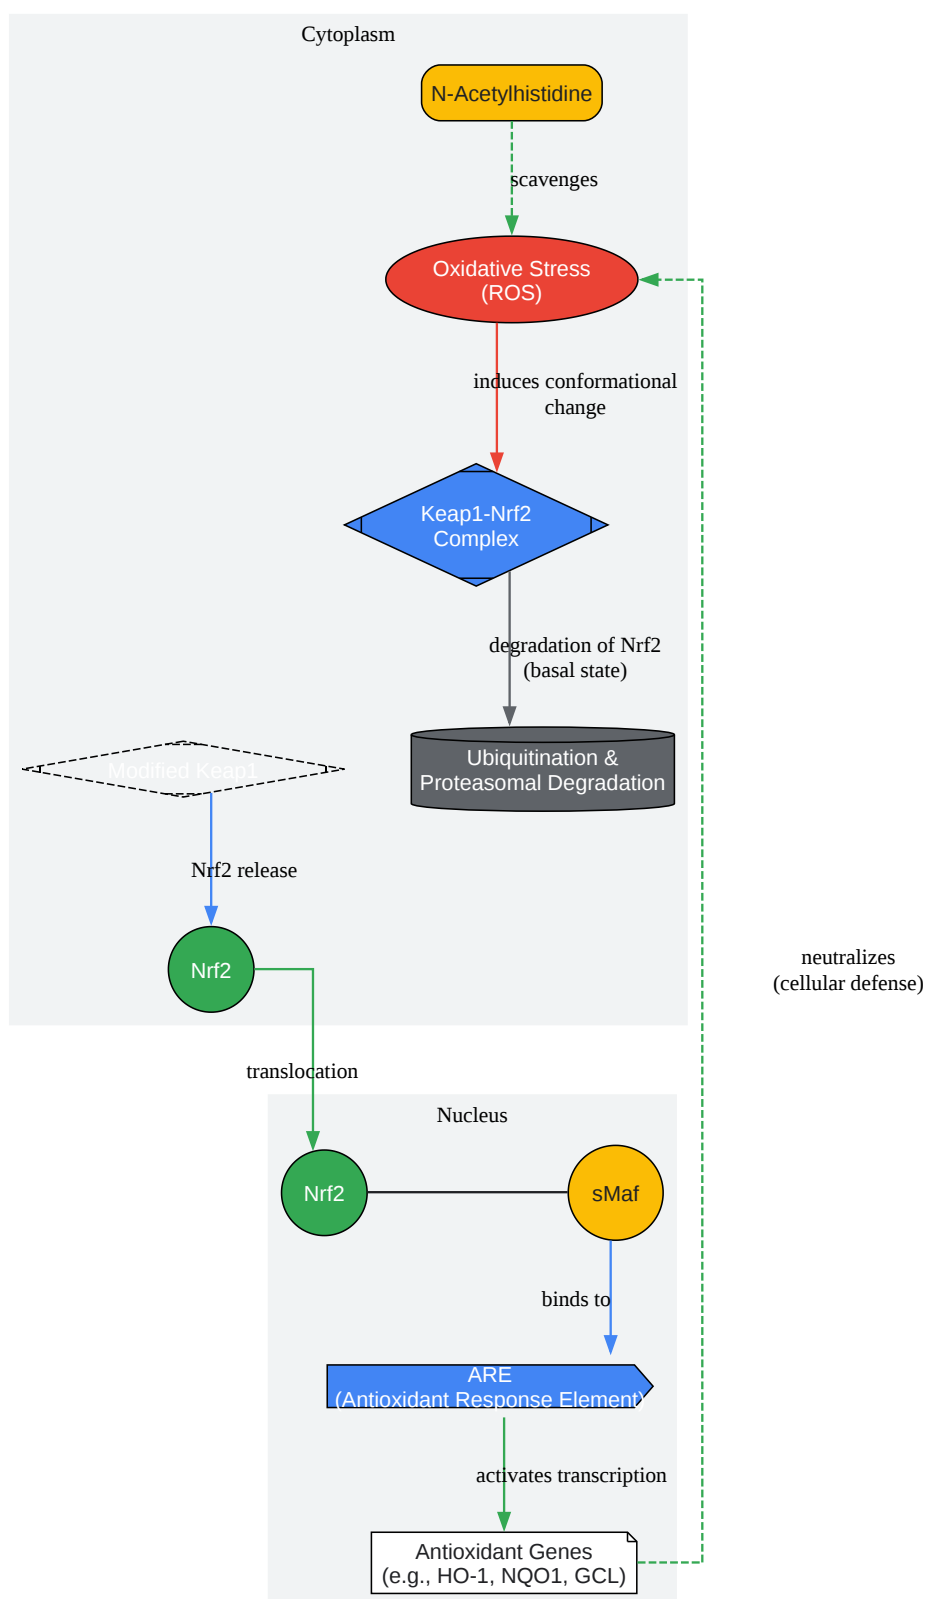 Cytoplasm
N-Acetylhistidine
scavenges
Oxidative Stress
(ROS)
induces conformational
change
Keap1-Nrf2
Complex
degradation of Nrf2
(basal state)
Modified Keap1
Ubiquitination &
Proteasomal Degradation
Nrf2 release
Nrf2
neutralizes
(cellular defense)
translocation
Nucleus
Nrf2
sMaf
binds to
ARE
(Antioxidant Response Element)
activates transcription
Antioxidant Genes
(e.g., HO-1, NQO1, GCL)